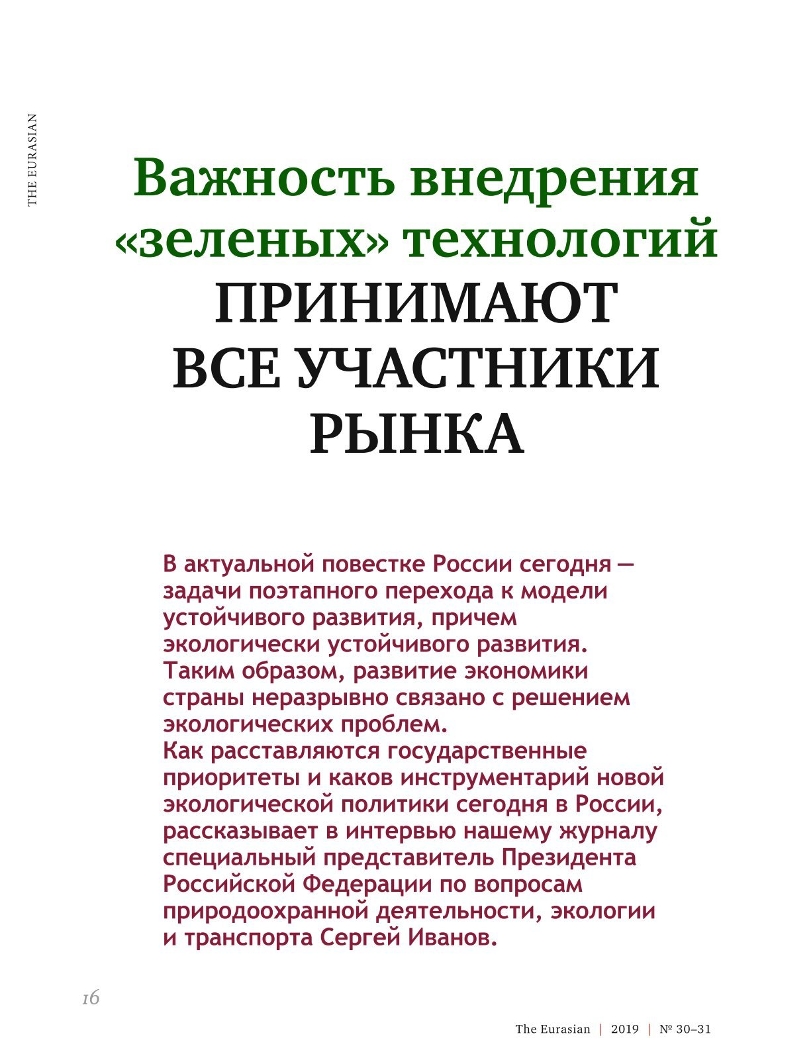 THE EURASIAN
Важность внедрения
«зеленых» технологий
ПРИНИМАЮТ
ВСЕ УЧАСТНИКИ
РЫНКА
В актуальной повестке России сегодня —
задачи поэтапного перехода к модели
устойчивого развития, причем
экологически устойчивого развития.
Таким образом, развитие экономики
страны неразрывно связано с решением
экологических проблем.
Как расставляются государственные
приоритеты и каков инструментарий новой
экологической политики сегодня в России,
рассказывает в интервью нашему журналу
специальный представитель Президента
Российской Федерации по вопросам
природоохранной деятельности, экологии
и транспорта Сергей Иванов.
16
The Eurasian | 2019 | № 30–31